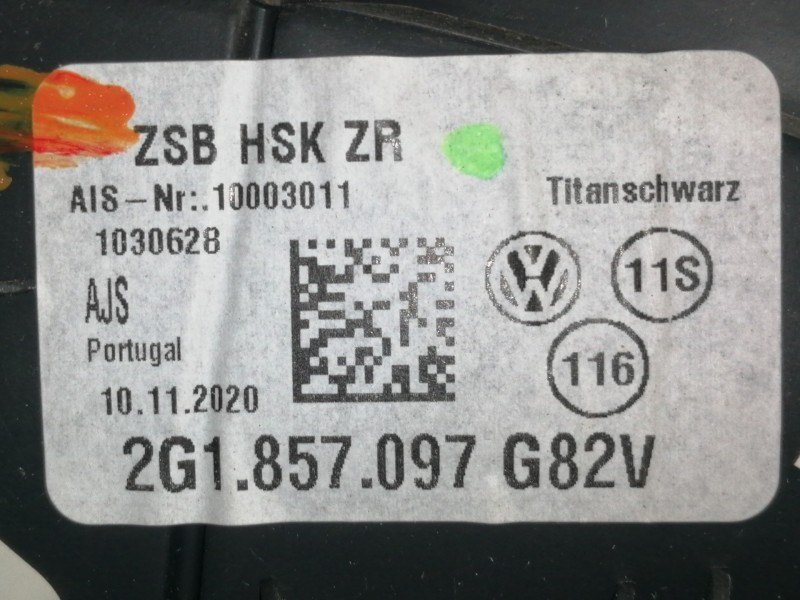 ZSB HSK ZR
AIS-Nr:.10003011
Titanschwarz
1030628
11S
AJS
Portugal
116
10.11.2020
2G1.857.097 G82V